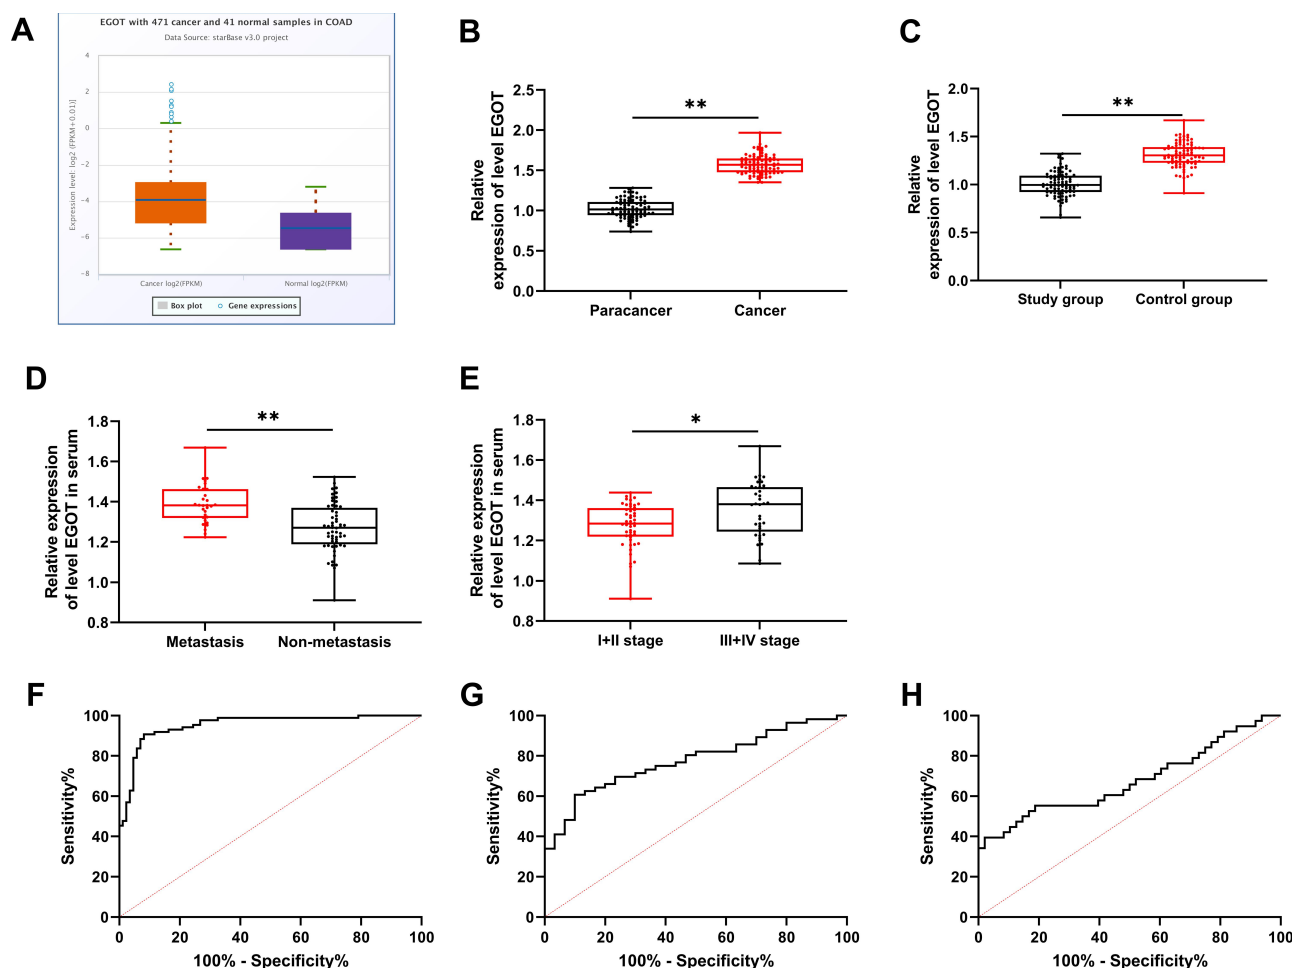 A
EGOT with 471 cancer and 41 normal samples in COAD
Data Source: starBase v3.0 project
Expression level: log2 (FPKM+0.01)]
4
2
0
-2
-4
-6
-8
Cancer log2(FPKM)
Normal log2(FPKM)
Box plot
Gene expressions
B
Relative
expression of level EGOT
2.5
2.0
1.5
1.0
0.5
0.0
**
Paracancer
Cancer
C
Relative
expression of level EGOT
2.0
1.5
1.0
0.5
0.0
**
Study group
Control group
D
Relative expression
of level EGOT in serum
1.8
1.6
1.4
1.2
1.0
0.8
**
Metastasis
Non-metastasis
E
Relative expression
of level EGOT in serum
1.8
1.6
1.4
1.2
1.0
0.8
*
I+II stage
III+IV stage
F
Sensitivity%
100
80
60
40
20
0
0 20 40 60 80 100
100% - Specificity%
G
Sensitivity%
100
80
60
40
20
0
0 20 40 60 80 100
100% - Specificity%
H
Sensitivity%
100
80
60
40
20
0
0 20 40 60 80 100
100% - Specificity%